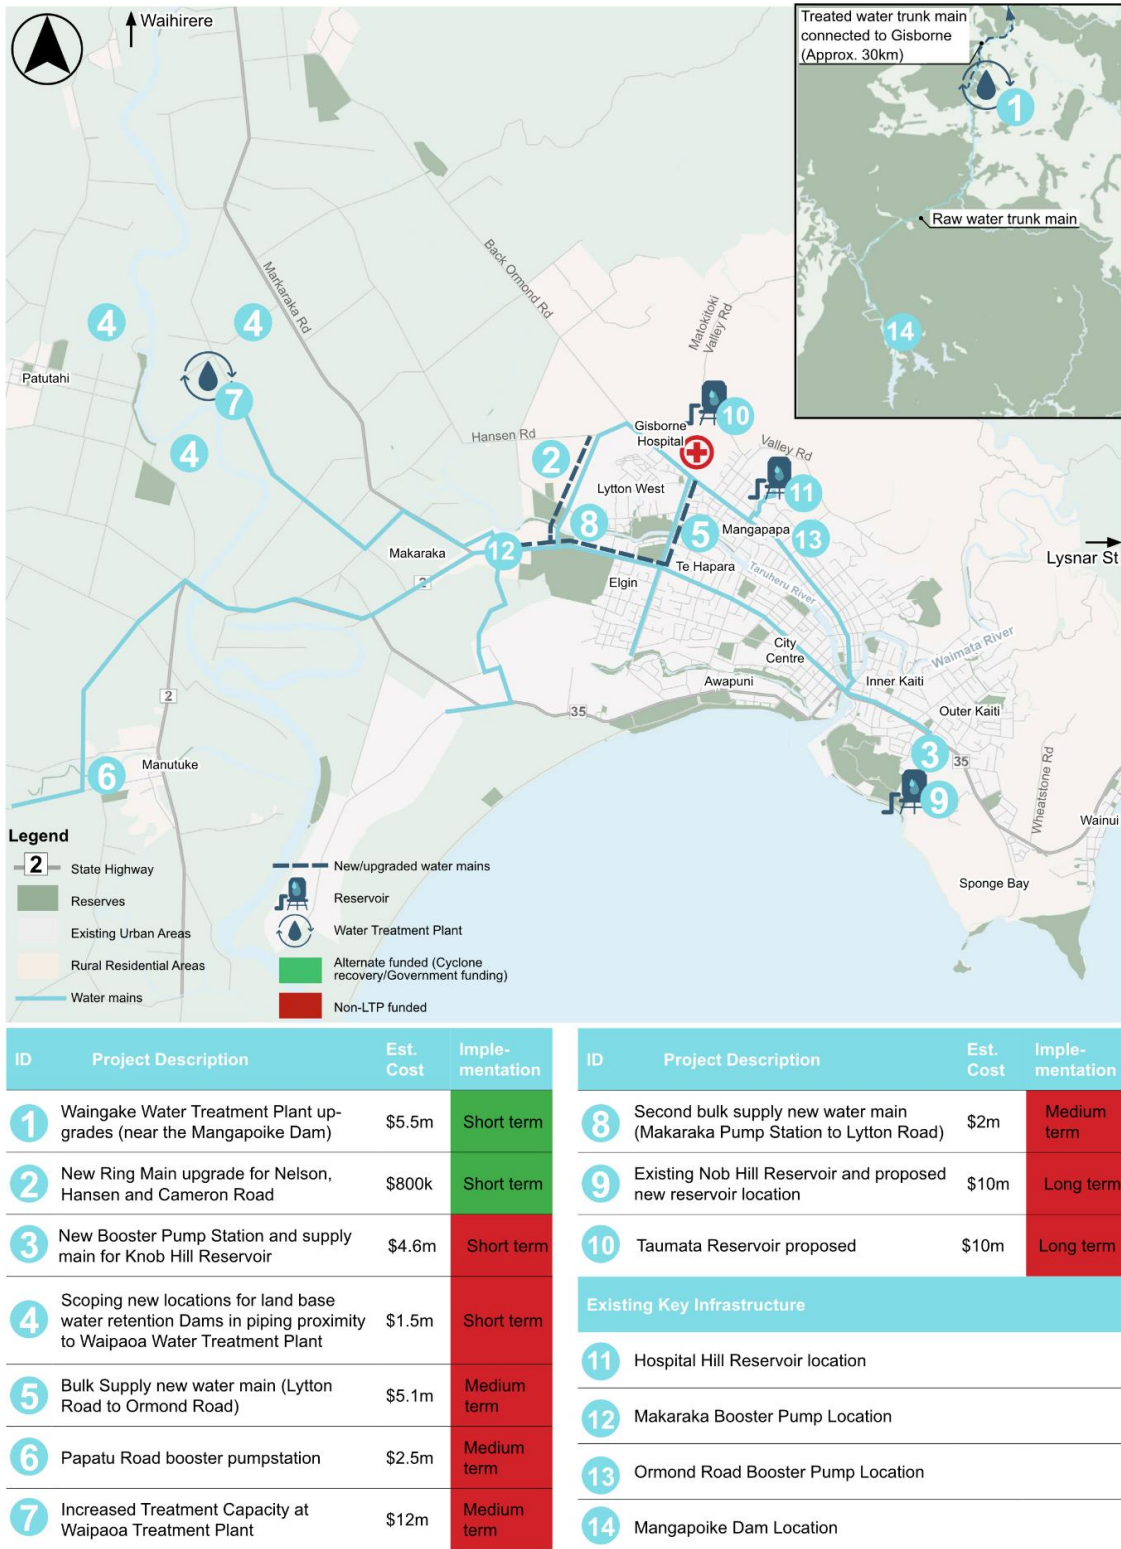 Waihirere
Treated water trunk main
connected to Gisborne
(Approx. 30km)
1
Raw water trunk main
14
Markaraka Rd
Back Ormond Rd
Matokitoki
Valley Rd
4
4
Patutahi
7
4
10
Gisborne
Hospital
Hansen Rd
Valley Rd
2
Lytton West
11
8
5
Mangapapa
13
Makaraka
12
Lysnar St
Te Hapara
Elgin
2
Taruheru River
City
Centre
Waimata River
Awapuni
Inner Kaiti
2
35
Outer Kaiti
3
35
Manutuke
6
9
Wheatstone Rd
Wainui
Sponge Bay
Legend
2
State Highway
Reserves
Existing Urban Areas
Rural Residential Areas
Water mains
New/upgraded water mains
Reservoir
Water Treatment Plant
Alternate funded (Cyclone
recovery/Government funding)
Non-LTP funded
ID Project Description Est. Cost Imple-mentation
1 Waingake Water Treatment Plant up-
grades (near the Mangapoike Dam) $5.5m Short term
2 New Ring Main upgrade for Nelson,
Hansen and Cameron Road $800k Short term
3 New Booster Pump Station and supply
main for Knob Hill Reservoir $4.6m Short term
4 Scoping new locations for land base
water retention Dams in piping proximity
to Waipaoa Water Treatment Plant $1.5m Short term
5 Bulk Supply new water main (Lytton
Road to Ormond Road) $5.1m Medium term
6 Papatu Road booster pumpstation $2.5m Medium term
7 Increased Treatment Capacity at
Waipaoa Treatment Plant $12m Medium term
ID Project Description Est. Cost Imple-mentation
8 Second bulk supply new water main
(Makaraka Pump Station to Lytton Road) $2m Medium term
9 Existing Nob Hill Reservoir and proposed
new reservoir location $10m Long term
10 Taumata Reservoir proposed $10m Long term
Existing Key Infrastructure
11 Hospital Hill Reservoir location
12 Makaraka Booster Pump Location
13 Ormond Road Booster Pump Location
14 Mangapoike Dam Location